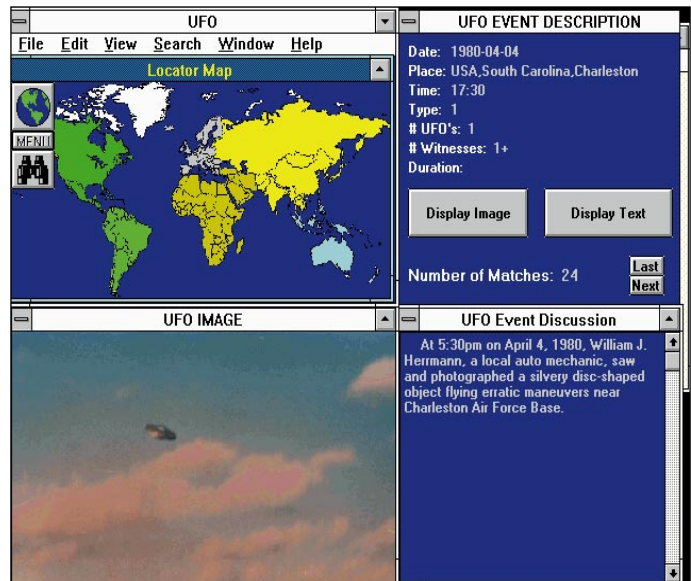 UFO
File Edit View Search Window Help
Locator Map
MENU
UFO EVENT DESCRIPTION
Date: 1980-04-04
Place: USA,South Carolina,Charleston
Time: 17:30
Type: 1
# UFO's: 1
# Witnesses: 1+
Duration:
Display Image Display Text
Number of Matches: 24
Last
Next
UFO IMAGE
UFO Event Discussion
At 5:30pm on April 4, 1980, William J.
Herrmann, a local auto mechanic, saw
and photographed a silvery disc-shaped
object flying erratic maneuvers near
Charleston Air Force Base.